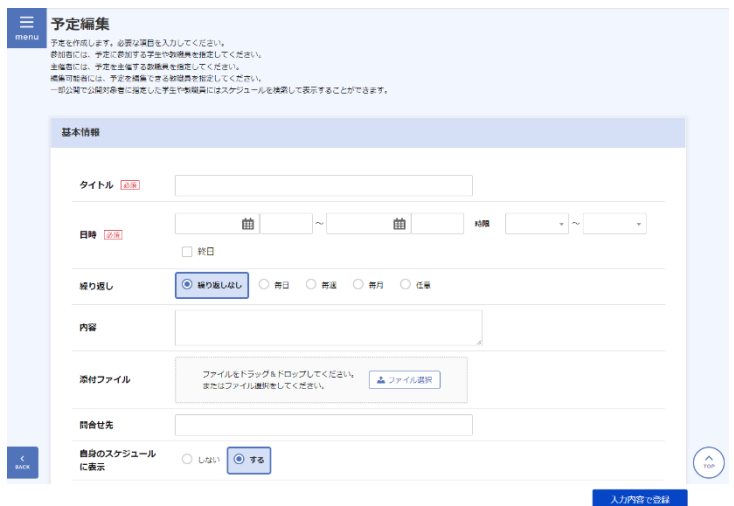 menu
予定編集
予定を作成します。必要な項目を入力してください。
参加者には、予定に参加する学生や教職員を指定してください。
主催者には、予定を主催する教職員を指定してください。
編集可能者には、予定を編集できる教職員を指定してください。
一部公開で公開対象者に指定した学生や教職員にはスケジュールを検索して表示することができます。
基本情報
タイトル 必須
日時 必須 ～ 時限 ～
終日
繰り返し 繰り返しなし 毎日 毎週 毎月 任意
内容
添付ファイル
ファイルをドラッグ&ドロップしてください。
またはファイル選択をしてください。
ファイル選択
問合せ先
自身のスケジュール
に表示
しない する
BACK
TOP
入力内容で登録